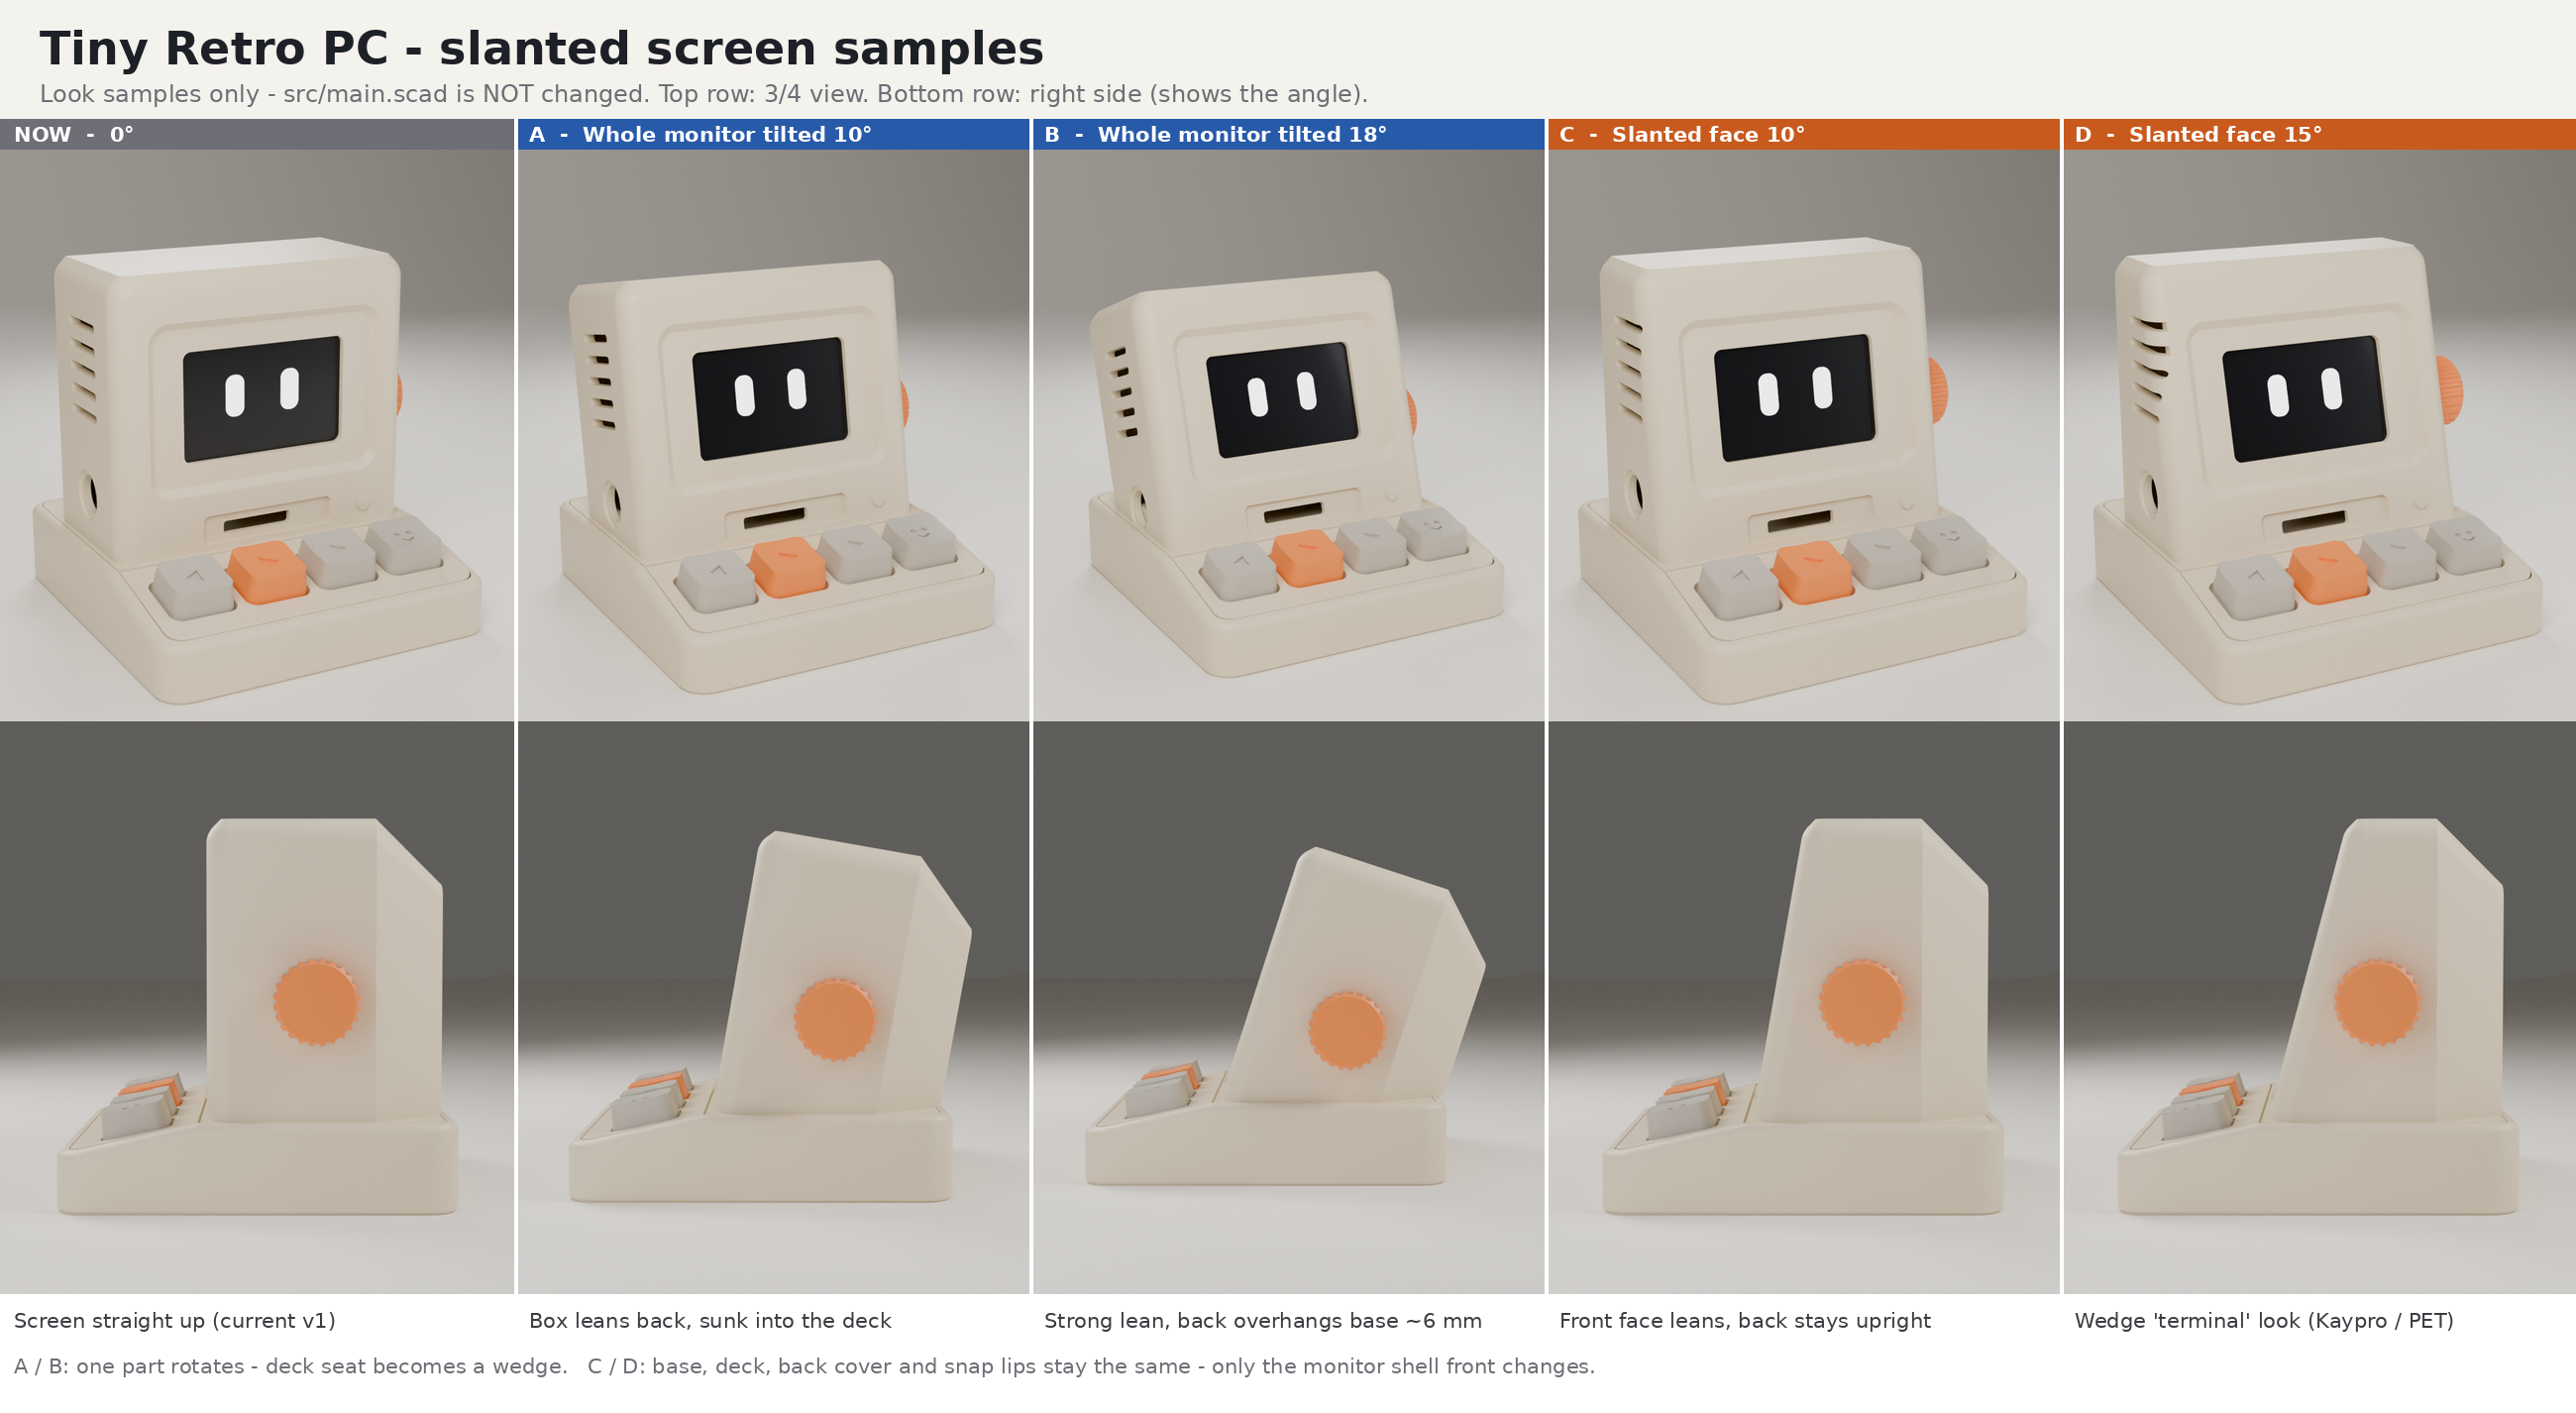 Tiny Retro PC - slanted screen samples
Look samples only - src/main.scad is NOT changed. Top row: 3/4 view. Bottom row: right side (shows the angle).
NOW - 0°
A - Whole monitor tilted 10°
B - Whole monitor tilted 18°
C - Slanted face 10°
D - Slanted face 15°
Screen straight up (current v1)
Box leans back, sunk into the deck
Strong lean, back overhangs base ~6 mm
Front face leans, back stays upright
Wedge 'terminal' look (Kaypro / PET)
A / B: one part rotates - deck seat becomes a wedge. C / D: base, deck, back cover and snap lips stay the same - only the monitor shell front changes.